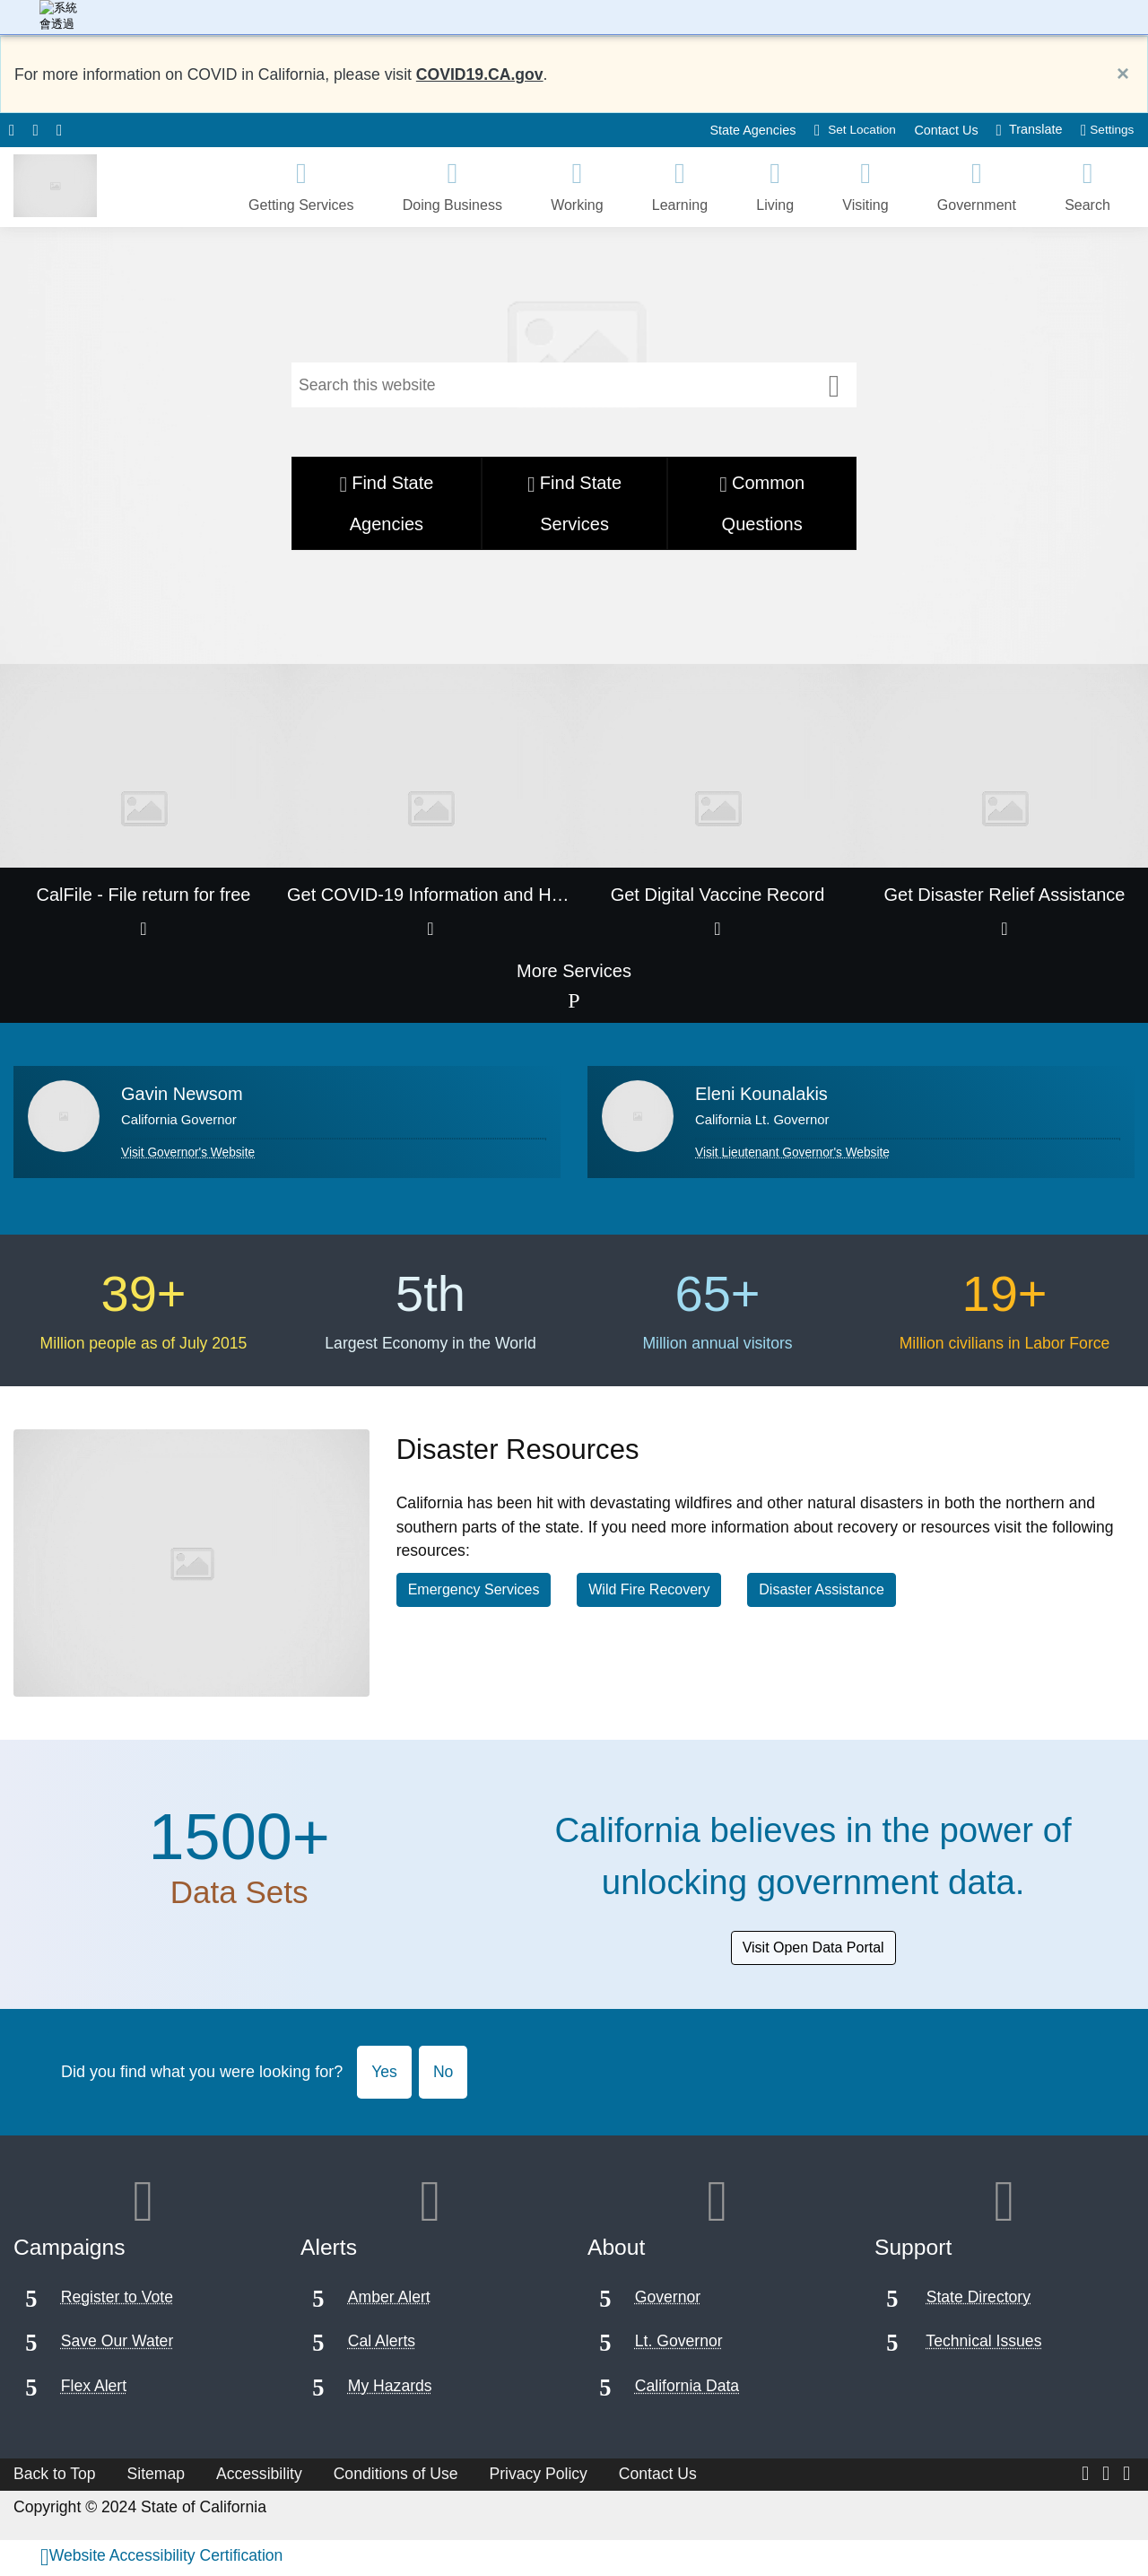 系統
會透過
For more information on COVID in California, please visit COVID19.CA.gov.
×
State Agencies Set Location Contact Us Translate Settings
Getting Services Doing Business Working Learning Living Visiting Government Search
Search this website
Find State Agencies
Find State Services
Common Questions
CalFile - File return for free
Get COVID-19 Information and H…
Get Digital Vaccine Record
Get Disaster Relief Assistance
More Services
P
Gavin Newsom
California Governor
Visit Governor's Website
Eleni Kounalakis
California Lt. Governor
Visit Lieutenant Governor's Website
39+
Million people as of July 2015
5th
Largest Economy in the World
65+
Million annual visitors
19+
Million civilians in Labor Force
Disaster Resources
California has been hit with devastating wildfires and other natural disasters in both the northern and
southern parts of the state. If you need more information about recovery or resources visit the following
resources:
Emergency Services Wild Fire Recovery Disaster Assistance
1500+
Data Sets
California believes in the power of
unlocking government data.
Visit Open Data Portal
Did you find what you were looking for? Yes No
Campaigns
5 Register to Vote
5 Save Our Water
5 Flex Alert
Alerts
5 Amber Alert
5 Cal Alerts
5 My Hazards
About
5 Governor
5 Lt. Governor
5 California Data
Support
5 State Directory
5 Technical Issues
Back to Top Sitemap Accessibility Conditions of Use Privacy Policy Contact Us
Copyright © 2024 State of California
Website Accessibility Certification